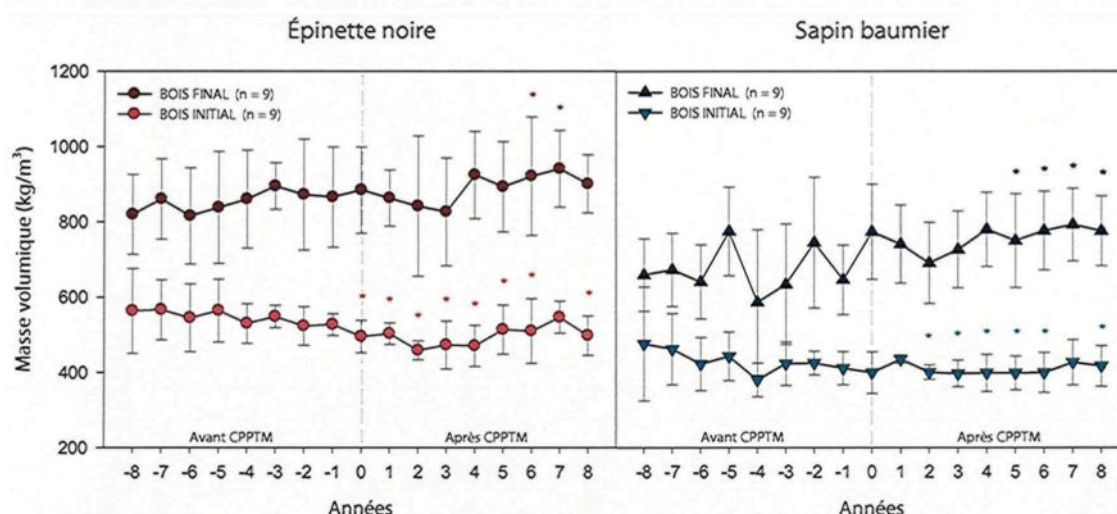 Épinette noire
Sapin baumier
Masse volumique (kg/m³)
1200
1000
800
600
400
200
BOIS FINAL (n = 9)
BOIS INITIAL (n = 9)
* *
* * * * * * * *
Avant CPPTM
Après CPPTM
-8 -7 -6 -5 -4 -3 -2 -1 0 1 2 3 4 5 6 7 8
Années
BOIS FINAL (n = 9)
BOIS INITIAL (n = 9)
* * * *
* * * * * *
Avant CPPTM
Après CPPTM
-8 -7 -6 -5 -4 -3 -2 -1 0 1 2 3 4 5 6 7 8
Années